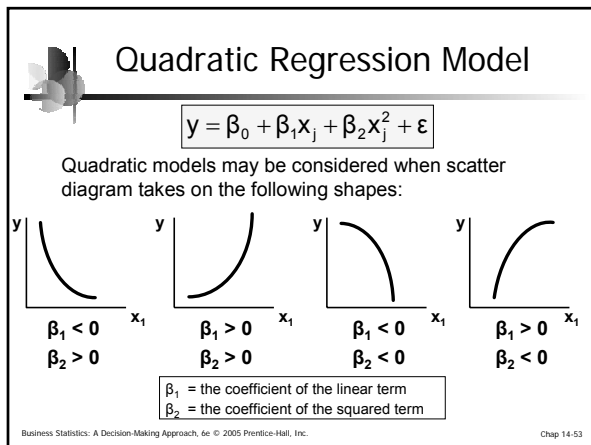 Quadratic Regression Model
y = β₀ + β₁xⱼ + β₂xⱼ² + ε
Quadratic models may be considered when scatter
diagram takes on the following shapes:
y y y y
x₁ x₁ x₁ x₁
β₁ < 0 β₁ > 0 β₁ < 0 β₁ > 0
β₂ > 0 β₂ > 0 β₂ < 0 β₂ < 0
β₁ = the coefficient of the linear term
β₂ = the coefficient of the squared term
Business Statistics: A Decision-Making Approach, 6e © 2005 Prentice-Hall, Inc. Chap 14-53